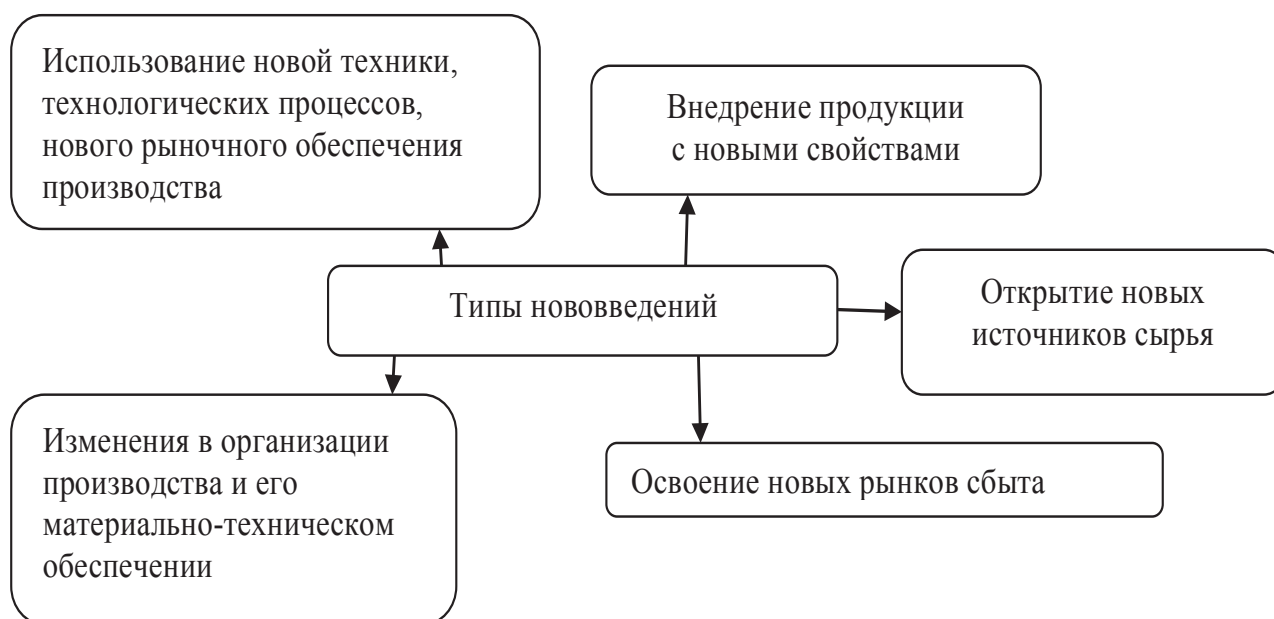 Использование новой техники,
технологических процессов,
нового рыночного обеспечения
производства
Внедрение продукции
с новыми свойствами
Типы нововведений
Открытие новых
источников сырья
Изменения в организации
производства и его
материально-техническом
обеспечении
Освоение новых рынков сбыта